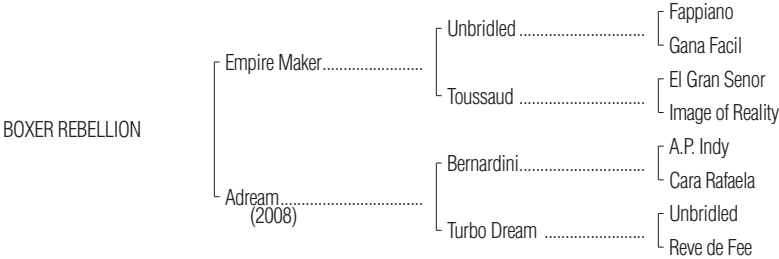 Fappiano
Unbridled ..............................
Gana Facil
Empire Maker........................
El Gran Senor
Toussaud ..............................
Image of Reality
BOXER REBELLION
A.P. Indy
Bernardini..............................
Cara Rafaela
Adream..................................
(2008)
Unbridled
Turbo Dream ........................
Reve de Fee